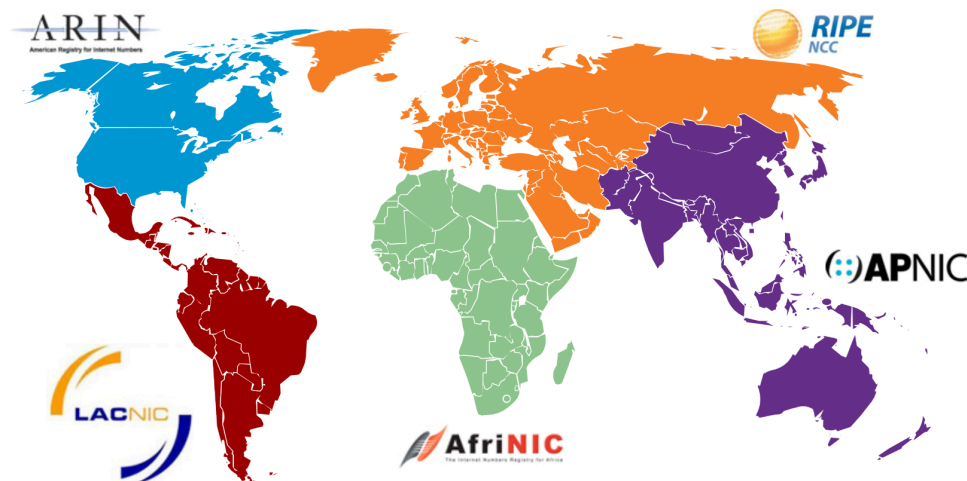 ARIN
American Registry for Internet Numbers
RIPE
NCC
APNIC
LACNIC
AfriNIC
The Internet Numbers Registry for Africa